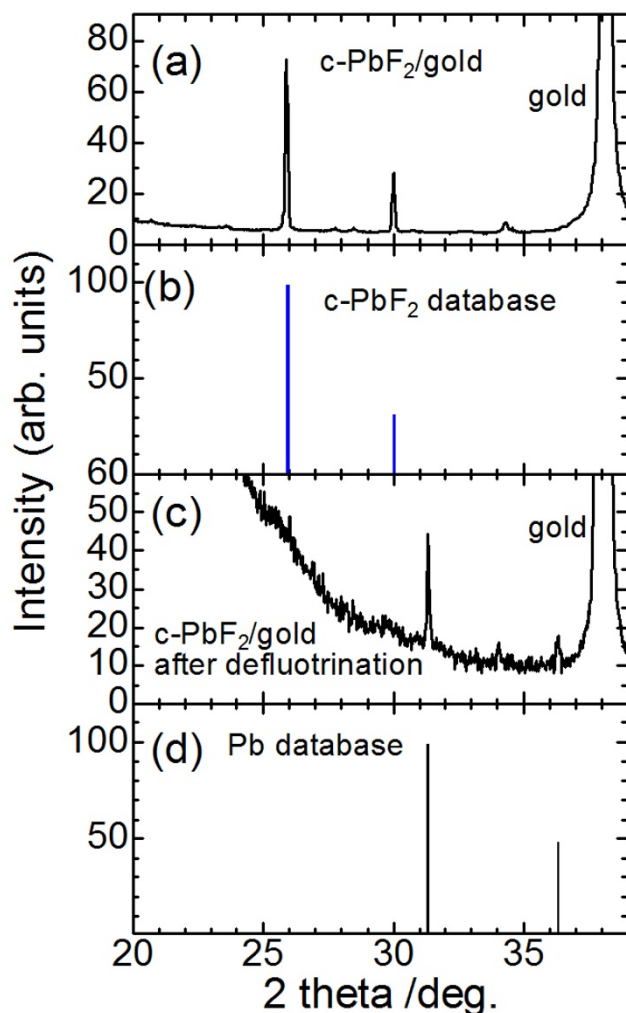 Intensity (arb. units)
80
60
40
20
0
(a)
c-PbF₂/gold
gold
100
50
(b)
c-PbF₂ database
60
50
40
30
20
10
0
(c)
gold
c-PbF₂/gold
after defluotrination
100
50
(d)
Pb database
20
25
30
35
2 theta /deg.